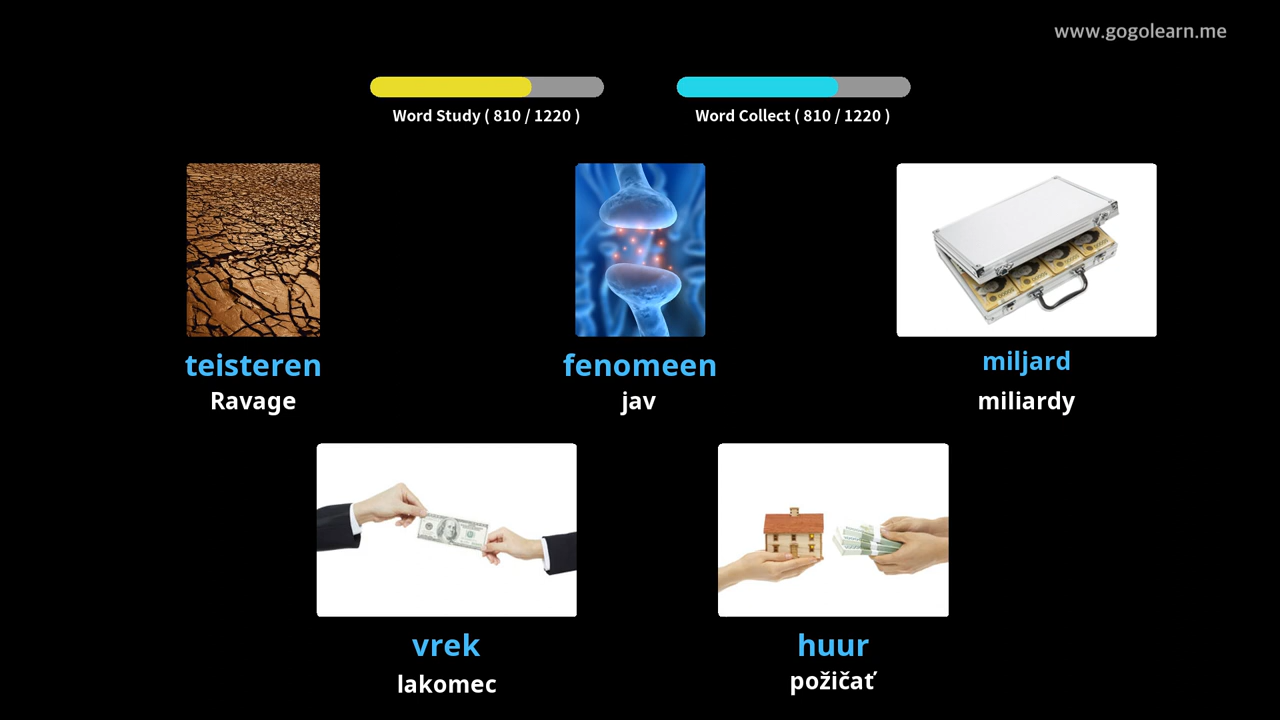 www.gogolearn.me
Word Study ( 810 / 1220 )
Word Collect ( 810 / 1220 )
teisteren
Ravage
fenomeen
jav
miljard
miliardy
vrek
lakomec
huur
požičať